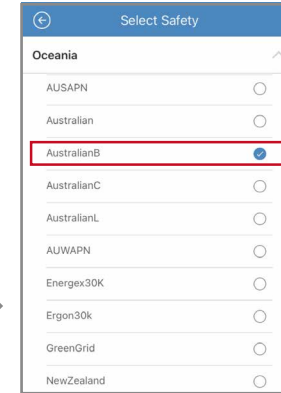 Select Safety
Oceania
AUSAPN
Australian
AustralianB
AustralianC
AustralianL
AUWAPN
Energex30K
Ergon30k
GreenGrid
NewZealand